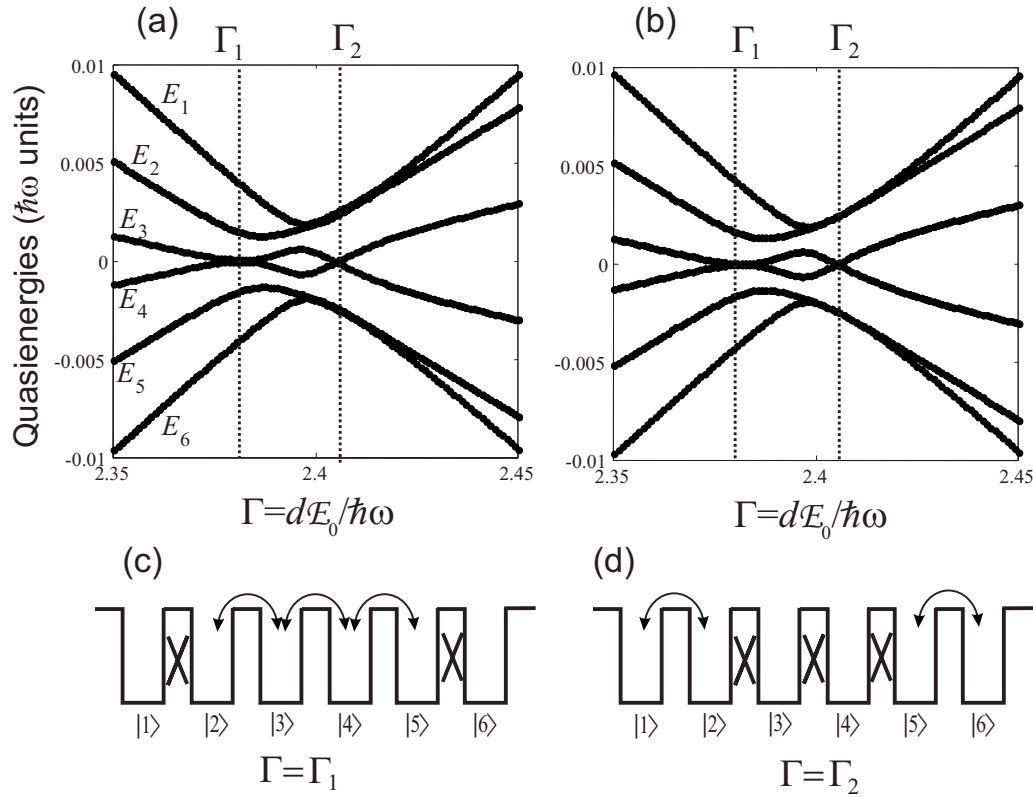 (a)
Γ₁ Γ₂
Quasienergies (ħω units)
0.01
0.005
0
-0.005
-0.01
E₁
E₂
E₃
E₄
E₅
E₆
2.35 2.4 2.45
Γ=dℰ₀/ħω
(b)
Γ₁ Γ₂
0.01
0.005
0
-0.005
-0.01
2.35 2.4 2.45
Γ=dℰ₀/ħω
(c)
|1⟩ |2⟩ |3⟩ |4⟩ |5⟩ |6⟩
Γ=Γ₁
(d)
|1⟩ |2⟩ |3⟩ |4⟩ |5⟩ |6⟩
Γ=Γ₂